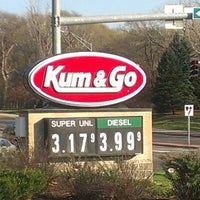 Kum & Go
SUPER UNL DIESEL
3.17⁹ 3.99⁹